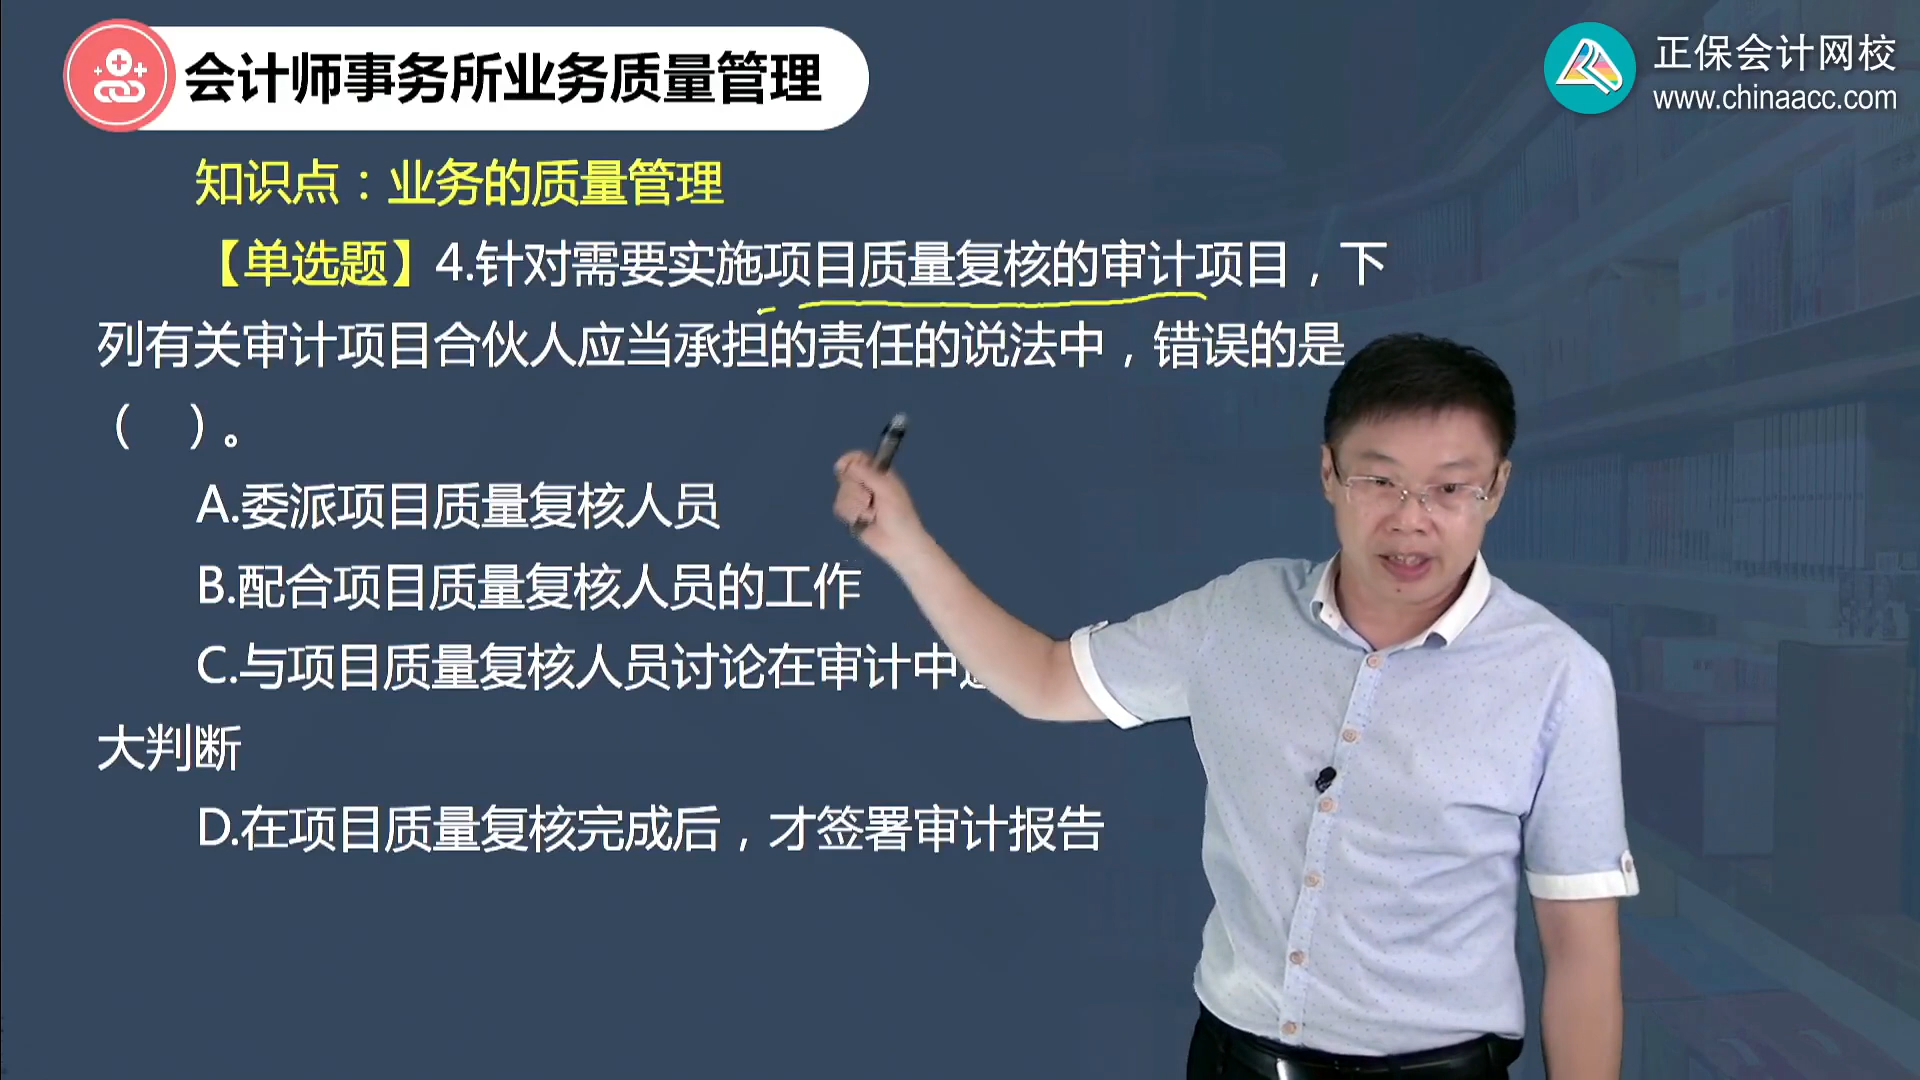 会计师事务所业务质量管理
正保会计网校
www.chinaacc.com
知识点：业务的质量管理
【单选题】4.针对需要实施项目质量复核的审计项目，下
列有关审计项目合伙人应当承担的责任的说法中，错误的是
（ ）。
A.委派项目质量复核人员
B.配合项目质量复核人员的工作
C.与项目质量复核人员讨论在审计中
大判断
D.在项目质量复核完成后，才签署审计报告